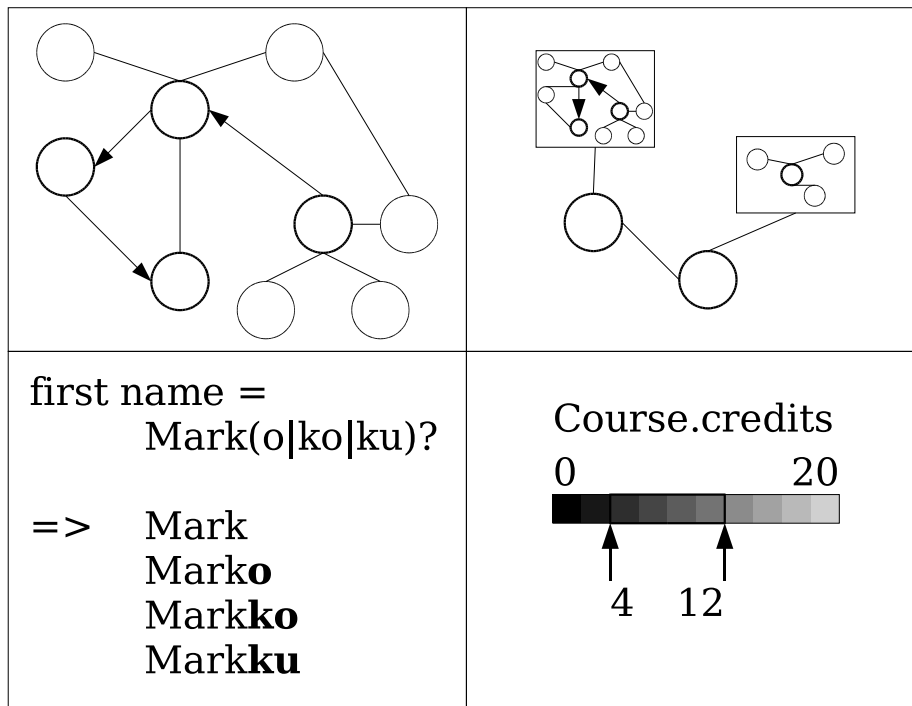 first name =
Mark(o|ko|ku)?
=> Mark
Marko
Markko
Markku
Course.credits
0 20
4 12